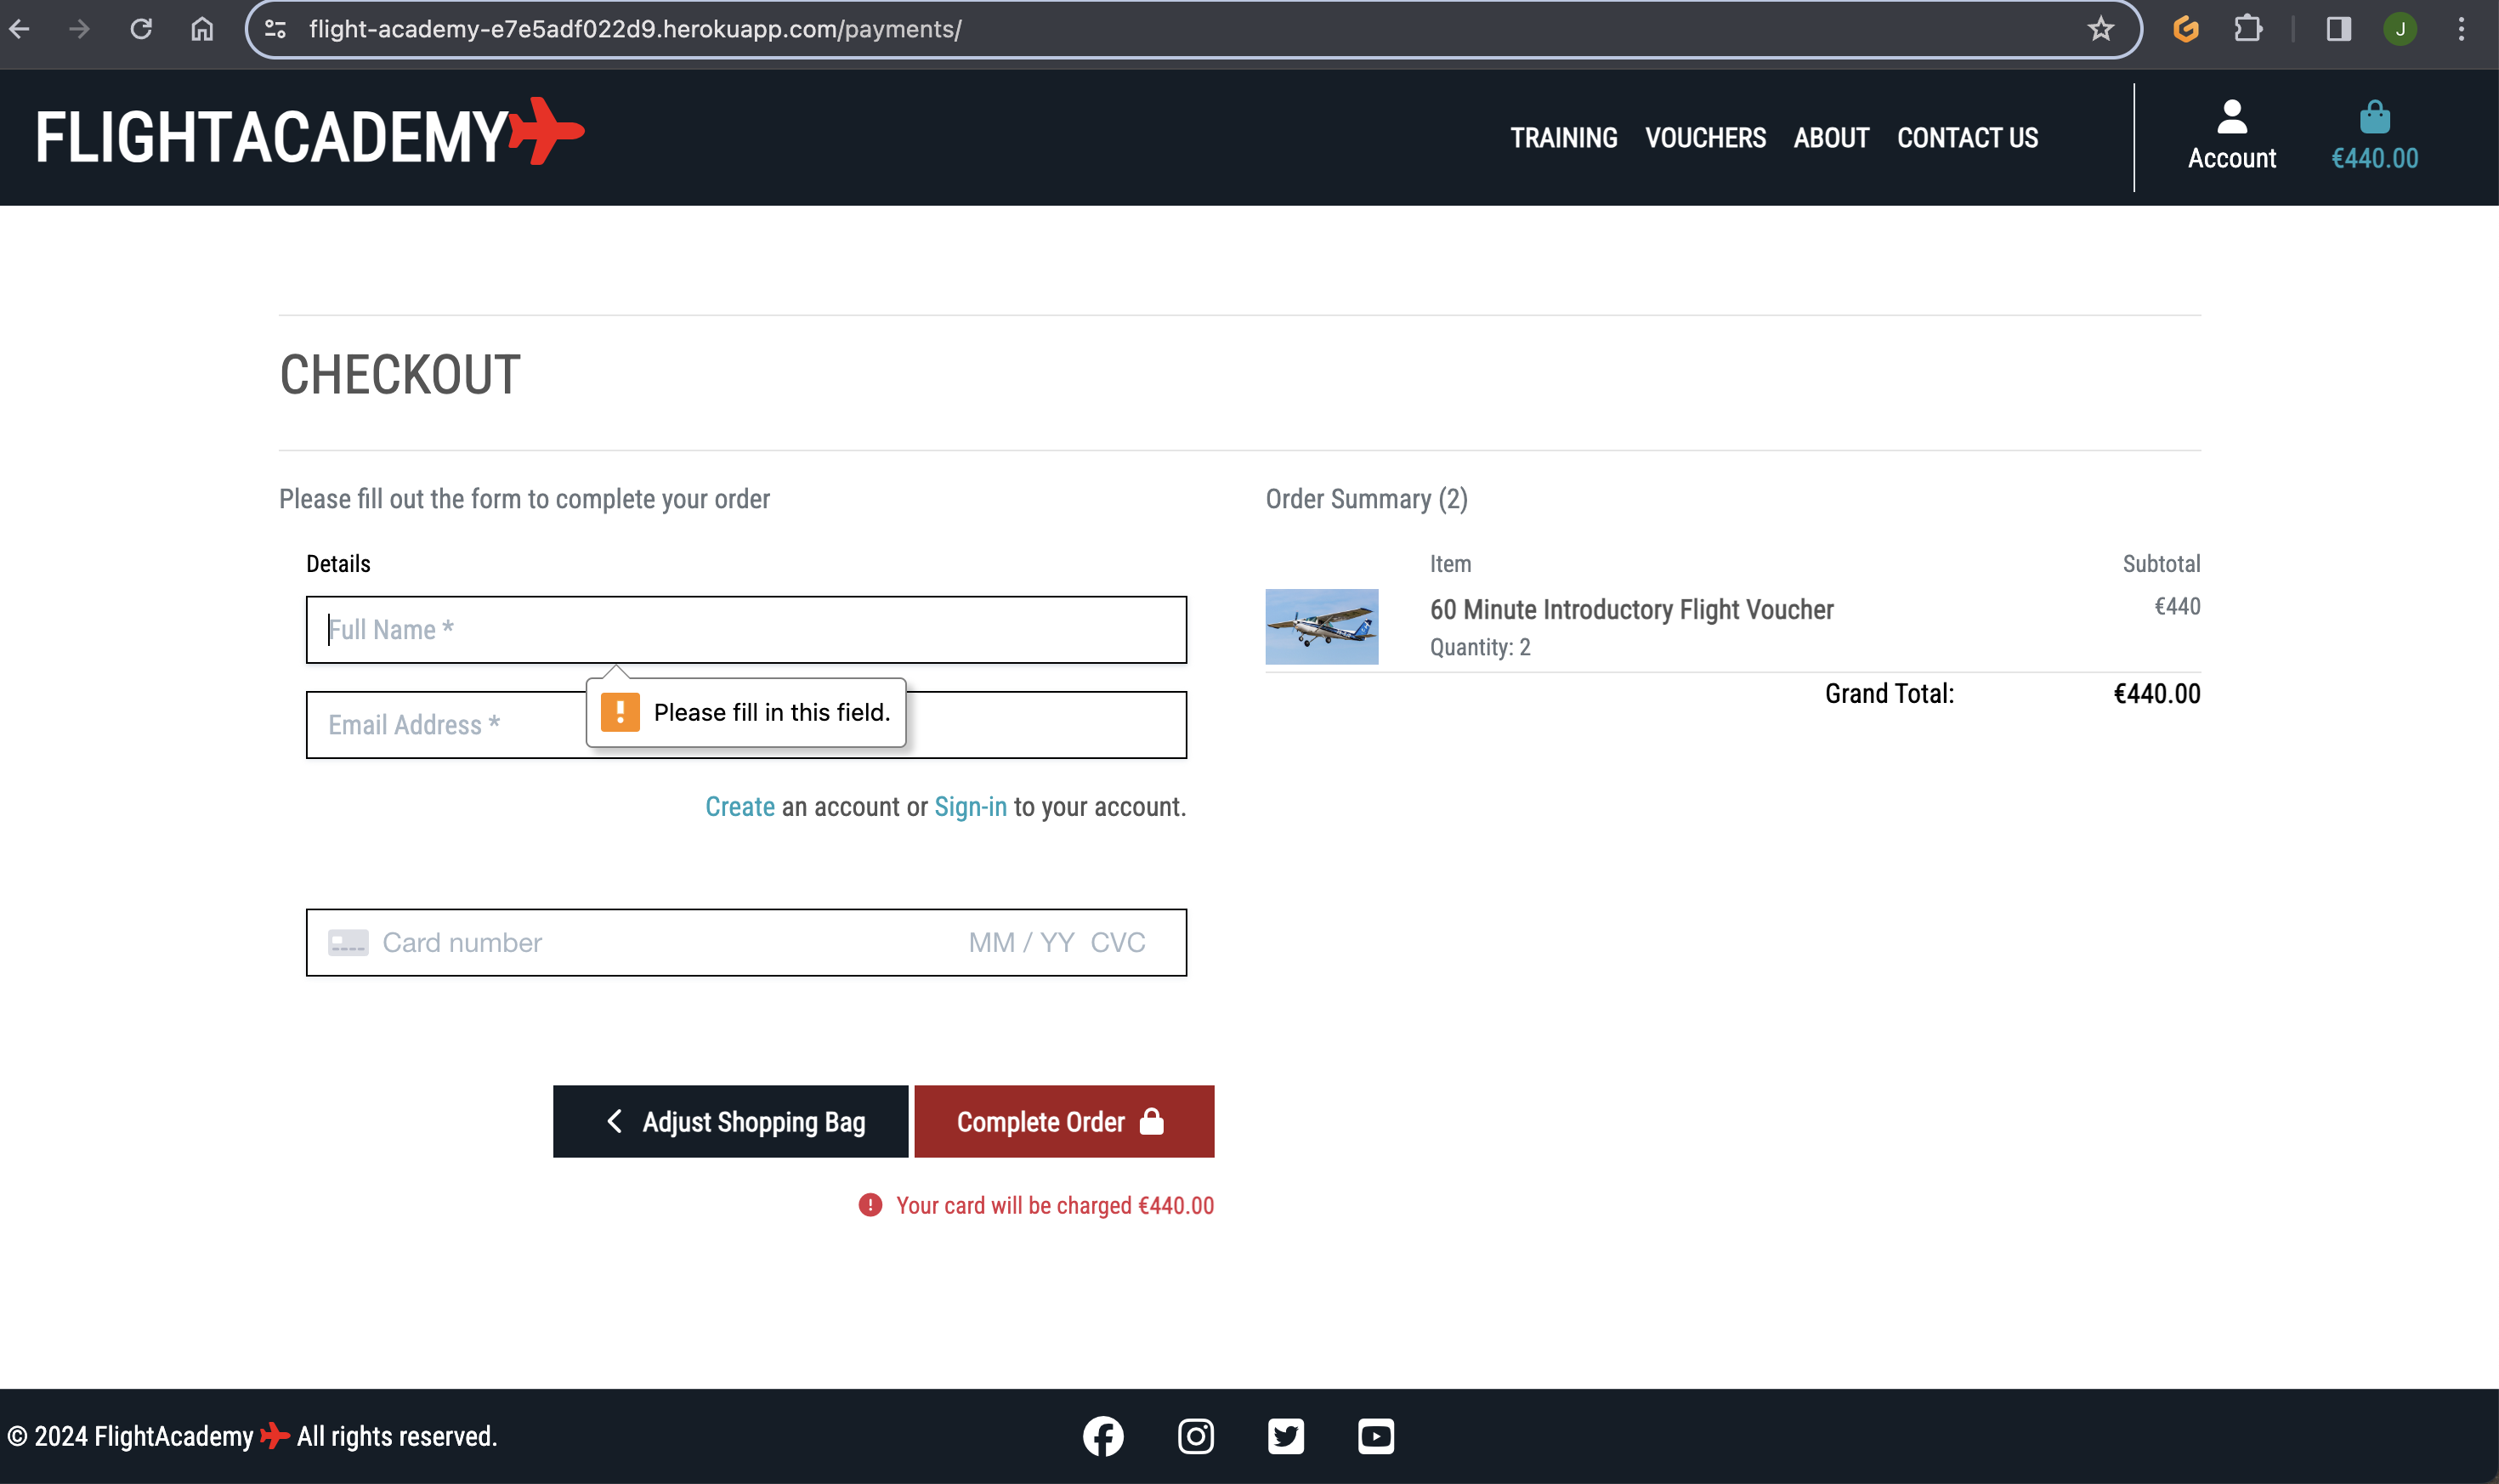 flight-academy-e7e5adf022d9.herokuapp.com/payments/
J
FLIGHTACADEMY
TRAINING VOUCHERS ABOUT CONTACT US
Account
€440.00
CHECKOUT
Please fill out the form to complete your order
Details
Full Name *
Please fill in this field.
Email Address *
Create an account or Sign-in to your account.
Card number MM / YY CVC
Adjust Shopping Bag
Complete Order
Your card will be charged €440.00
Order Summary (2)
Item Subtotal
60 Minute Introductory Flight Voucher €440
Quantity: 2
Grand Total: €440.00
© 2024 FlightAcademy All rights reserved.